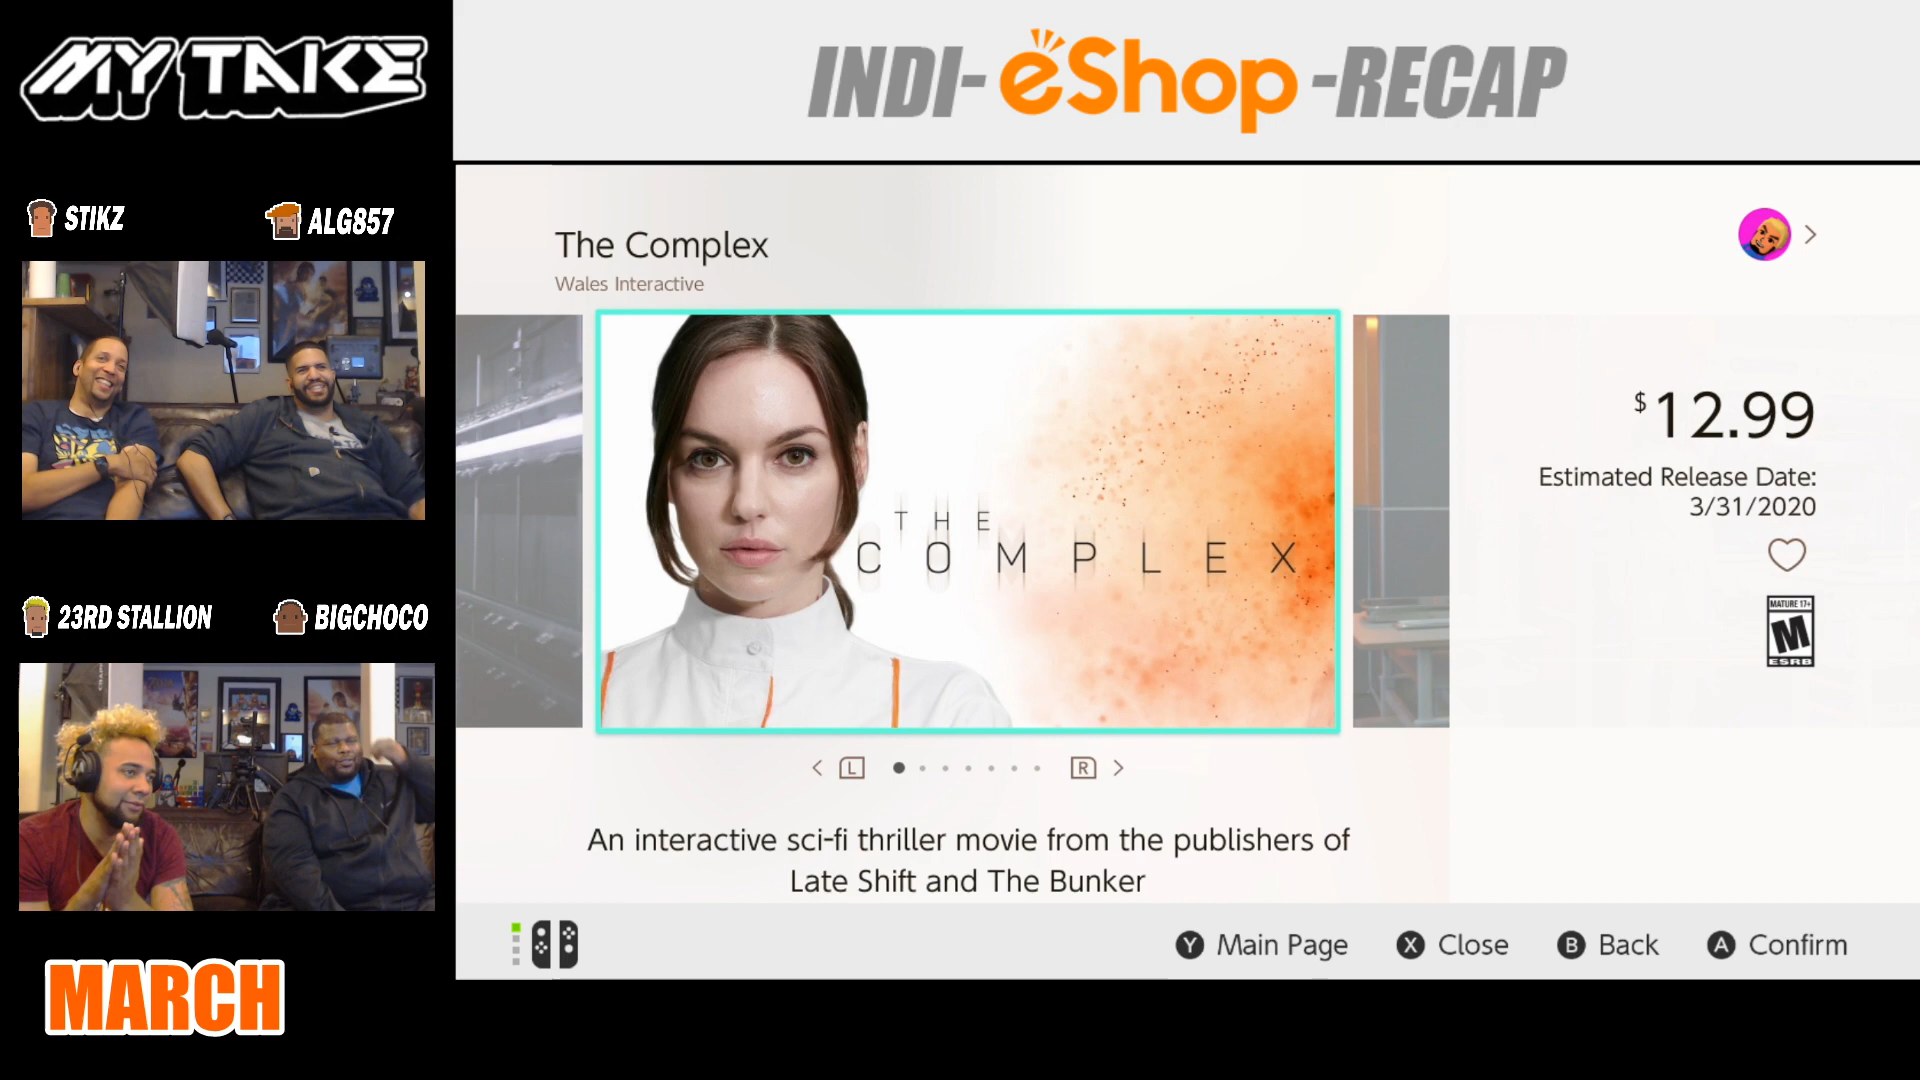 MY TAKE
INDI-eShop-RECAP
STIKZ
ALG857
23RD STALLION
BIGCHOCO
MARCH
The Complex
Wales Interactive
THE
COMPLEX
$12.99
Estimated Release Date:
3/31/2020
MATURE 17+
M
ESRB
L
R
An interactive sci-fi thriller movie from the publishers of
Late Shift and The Bunker
Y Main Page
X Close
B Back
A Confirm